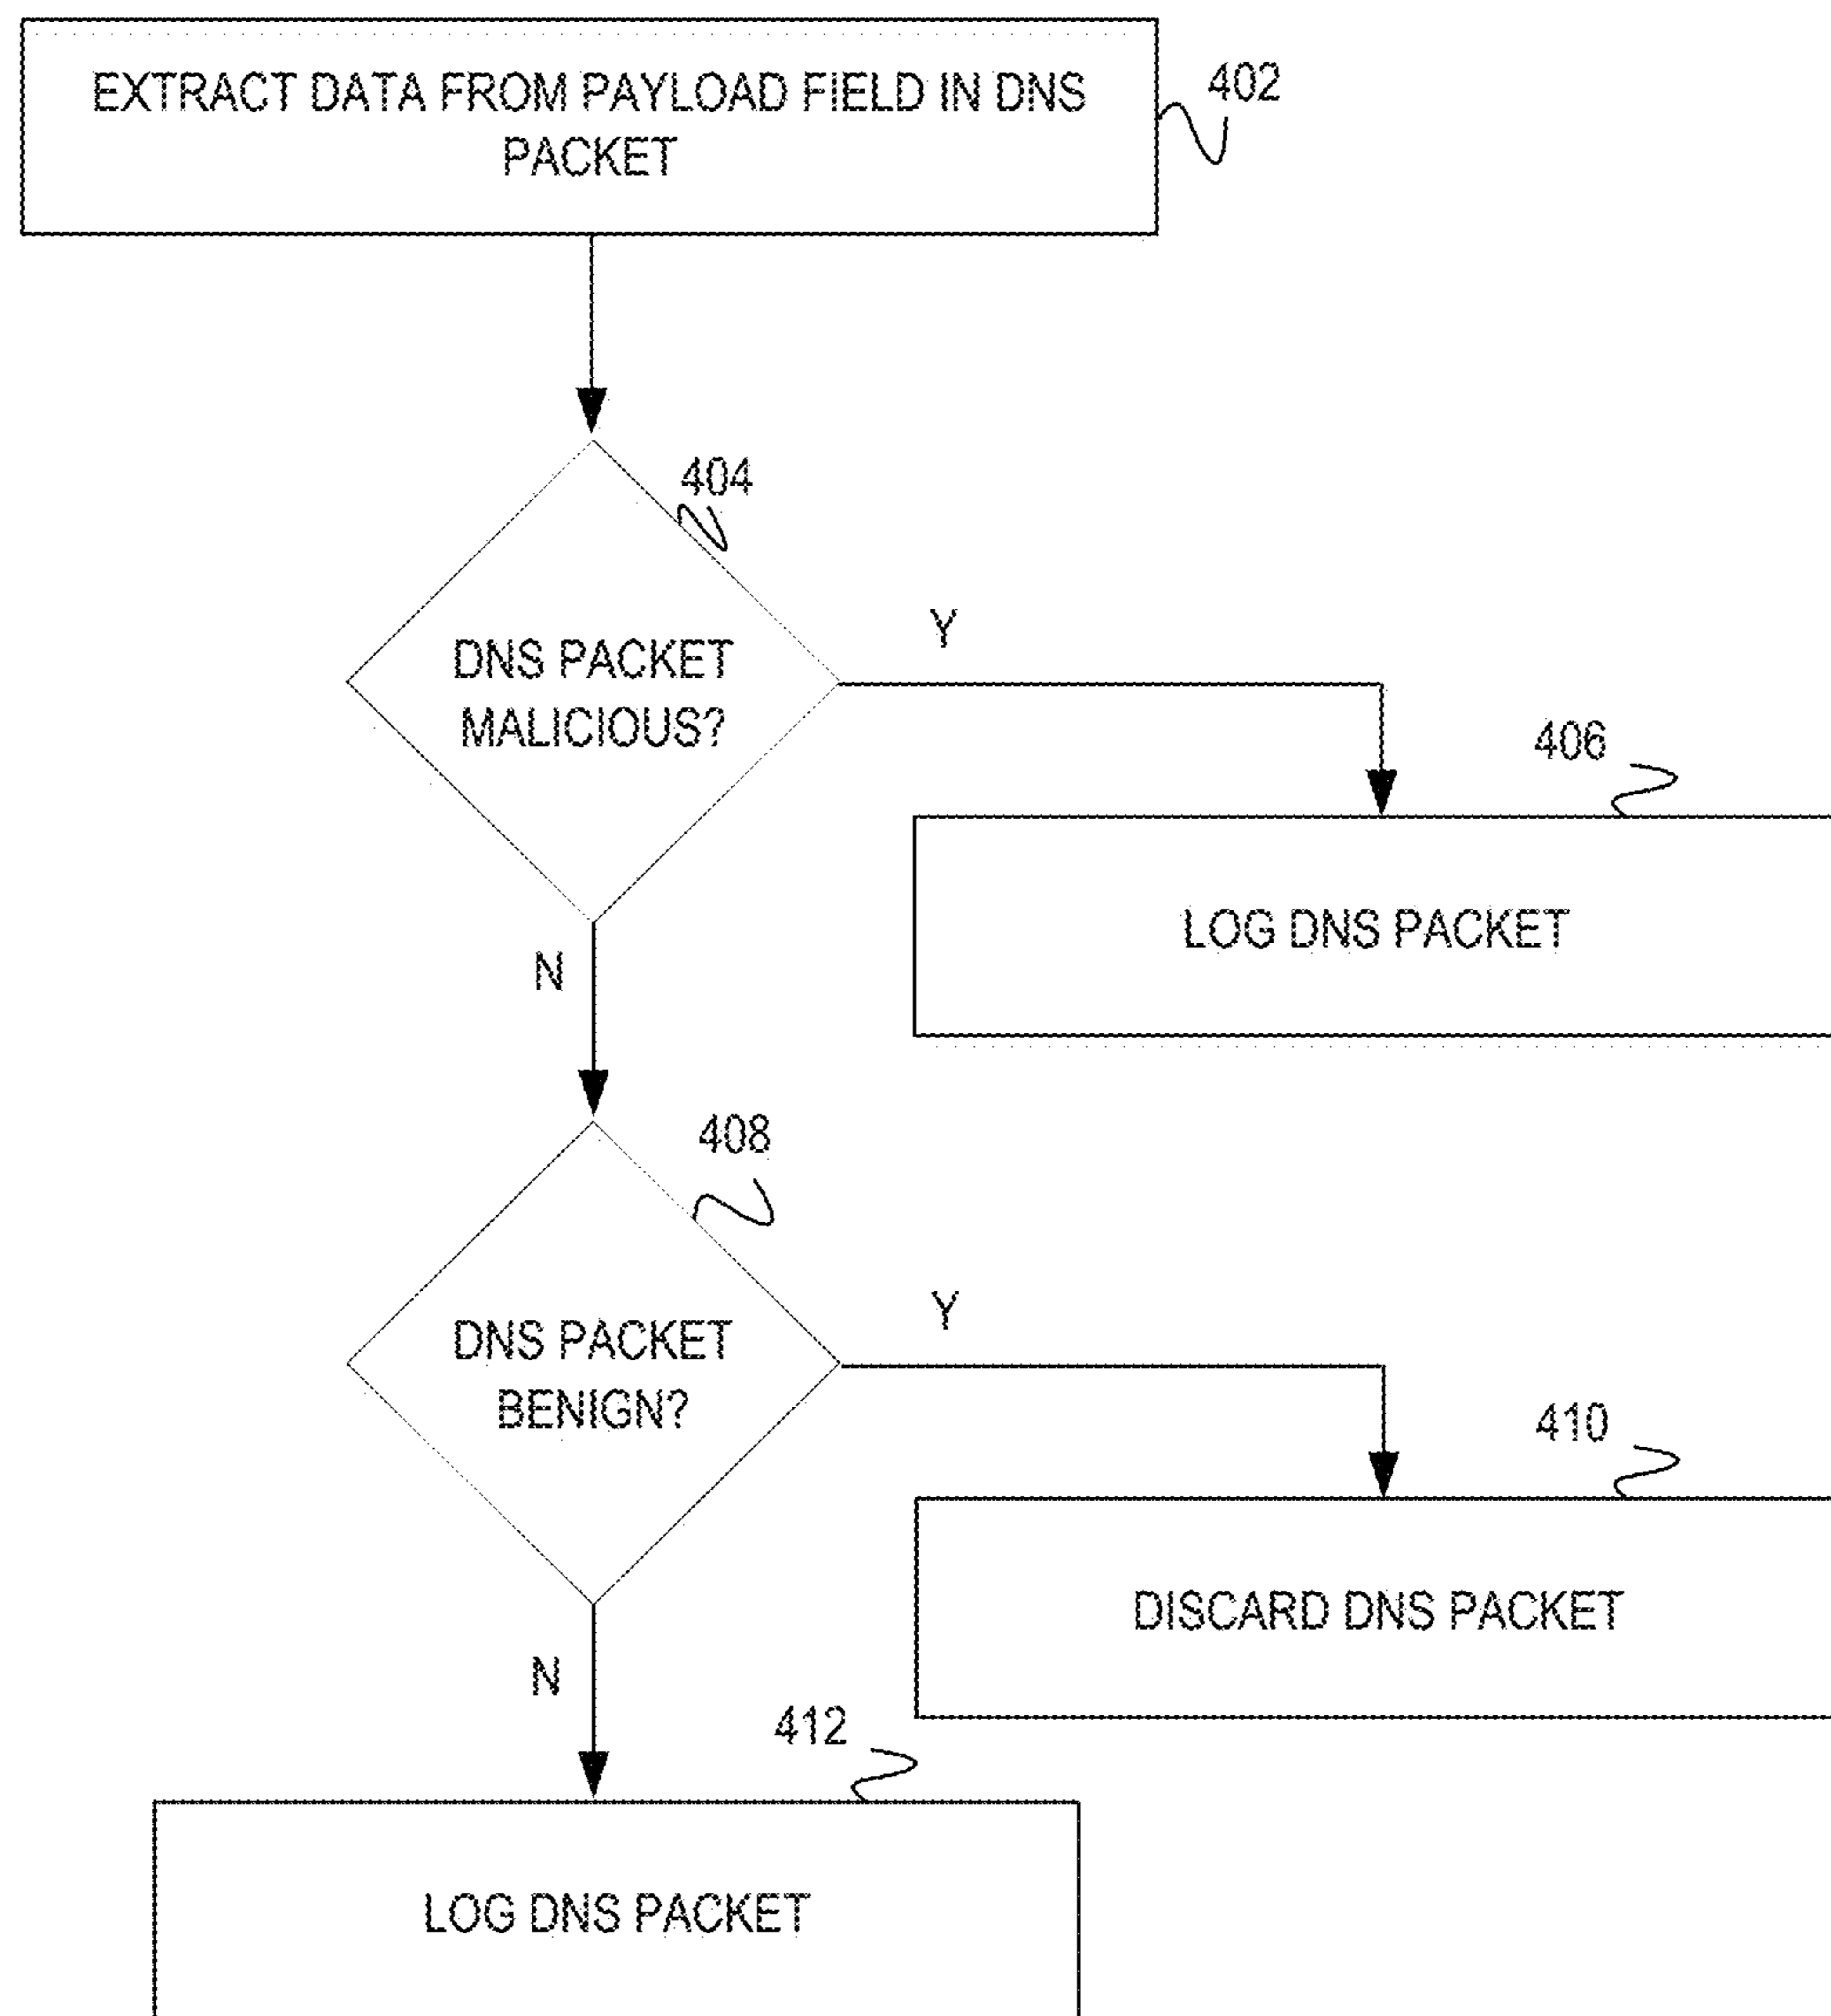 EXTRACT DATA FROM PAYLOAD FIELD IN DNS
PACKET
402
404
DNS PACKET
MALICIOUS?
Y
406
LOG DNS PACKET
N
408
DNS PACKET
BENIGN?
Y
410
DISCARD DNS PACKET
N
412
LOG DNS PACKET